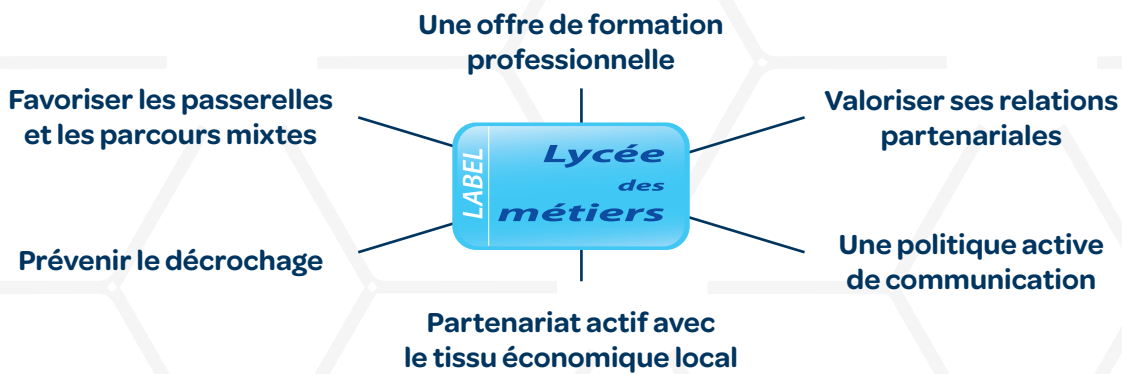 Une offre de formation
professionnelle
Favoriser les passerelles
et les parcours mixtes
Valoriser ses relations
partenariales
LABEL
Lycée
des
métiers
Prévenir le décrochage
Une politique active
de communication
Partenariat actif avec
le tissu économique local